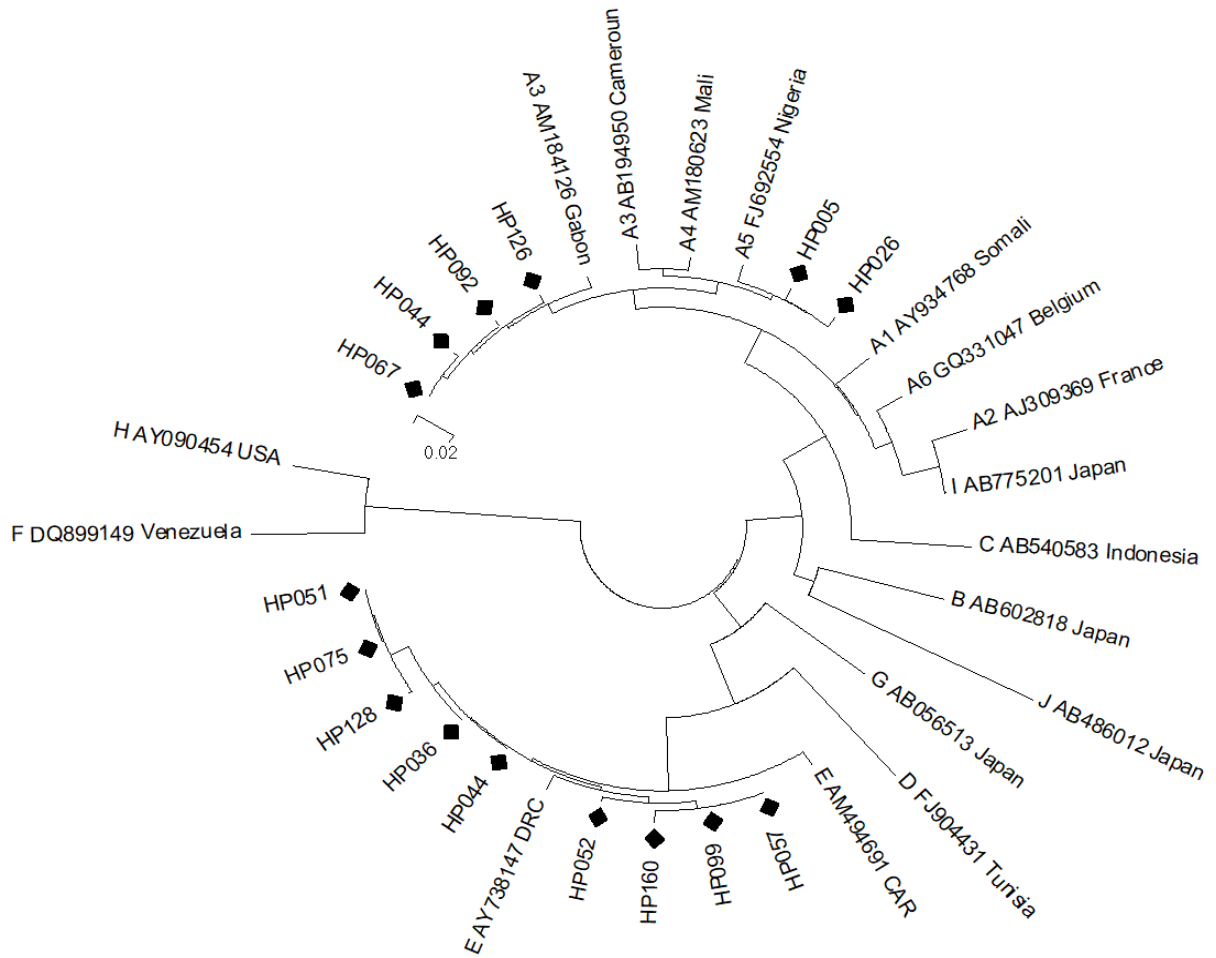 A3 AB194950 Cameroun
A4 AM180623 Mali
A5 FJ692554 Nigeria
HP005
HP026
A1 AY934768 Somali
A6 GQ331047 Belgium
A2 AJ309369 France
I AB775201 Japan
C AB540583 Indonesia
B AB602818 Japan
J AB486012 Japan
G AB056513 Japan
D FJ904431 Tunisia
E AM494691 CAR
HP057
HP099
HP160
HP052
E AY738147 DRC
HP044
HP036
HP128
HP075
HP051
F DQ899149 Venezuela
H AY090454 USA
HP067
HP044
HP092
HP126
A3 AM184126 Gabon
0.02